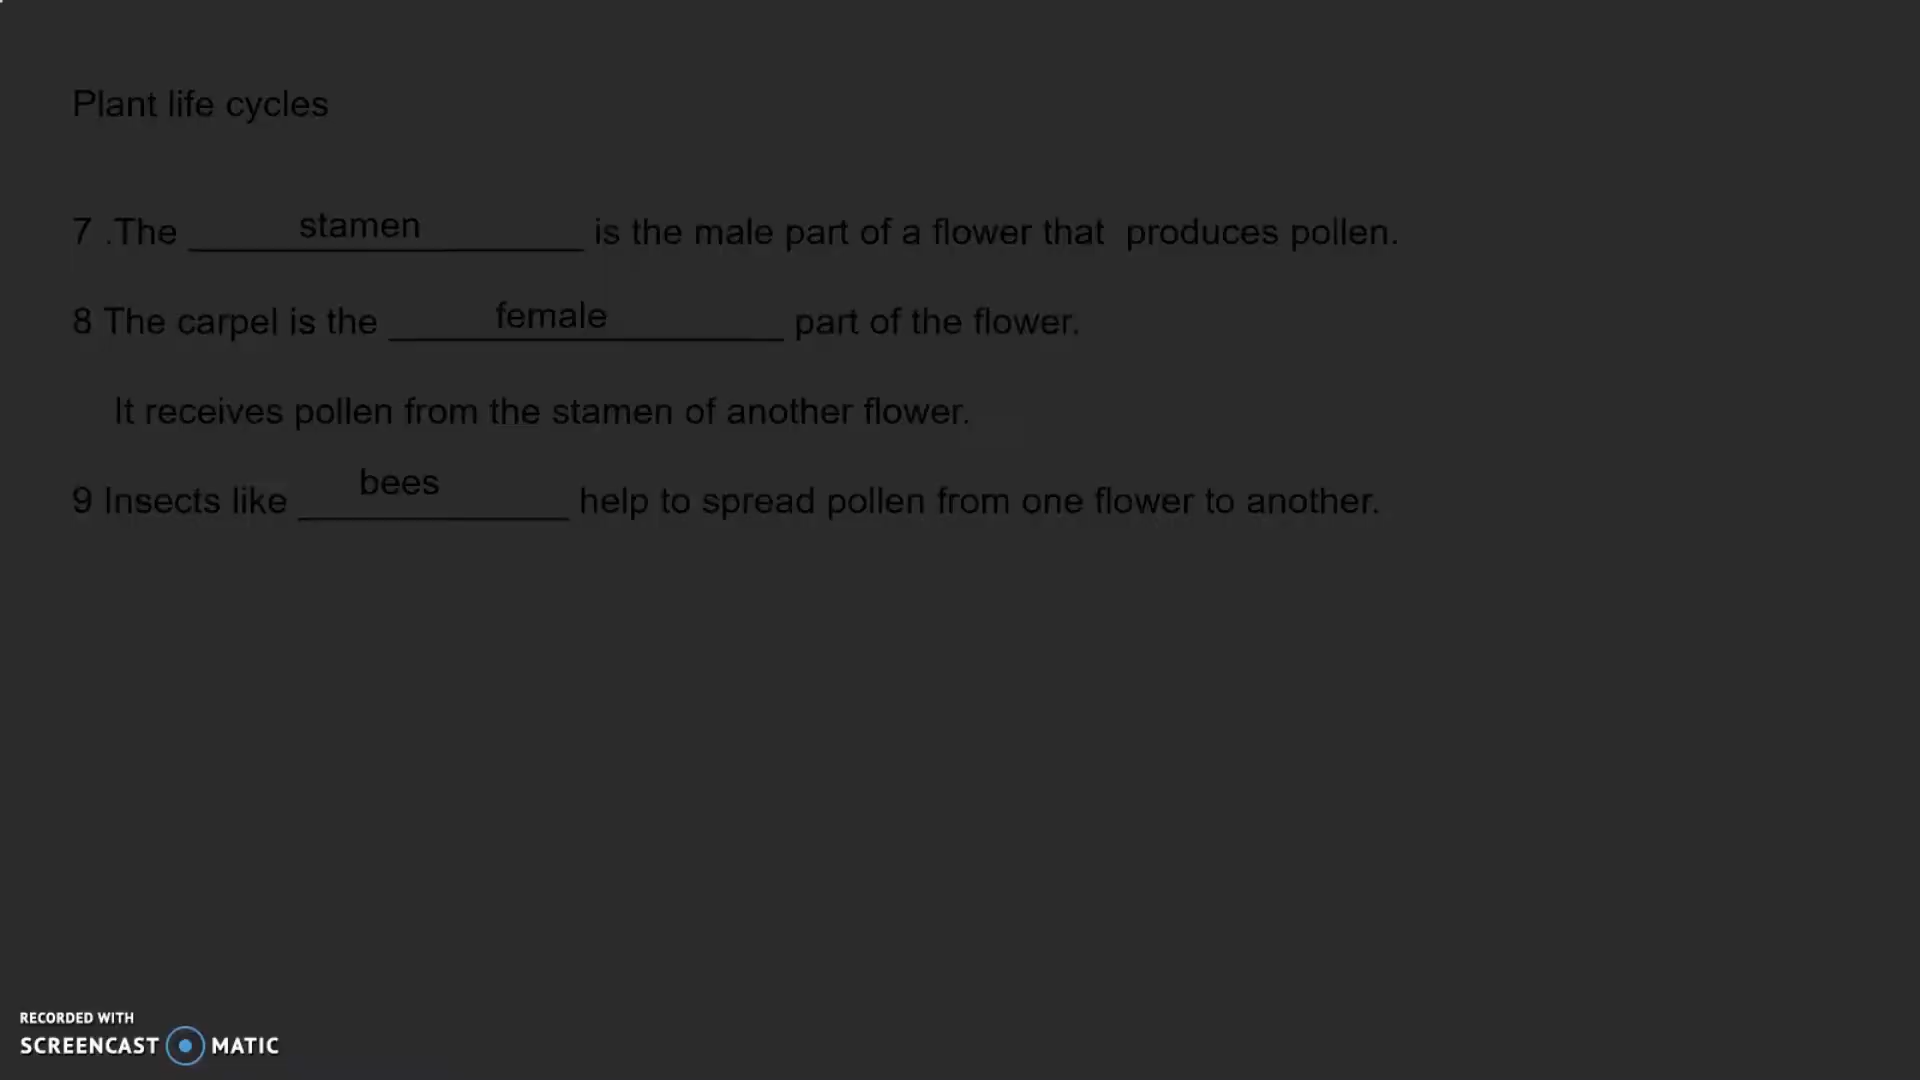 Plant life cycles
7 .The stamen is the male part of a flower that produces pollen.
8 The carpel is the female part of the flower.
It receives pollen from the stamen of another flower.
9 Insects like bees help to spread pollen from one flower to another.
RECORDED WITH
SCREENCAST MATIC